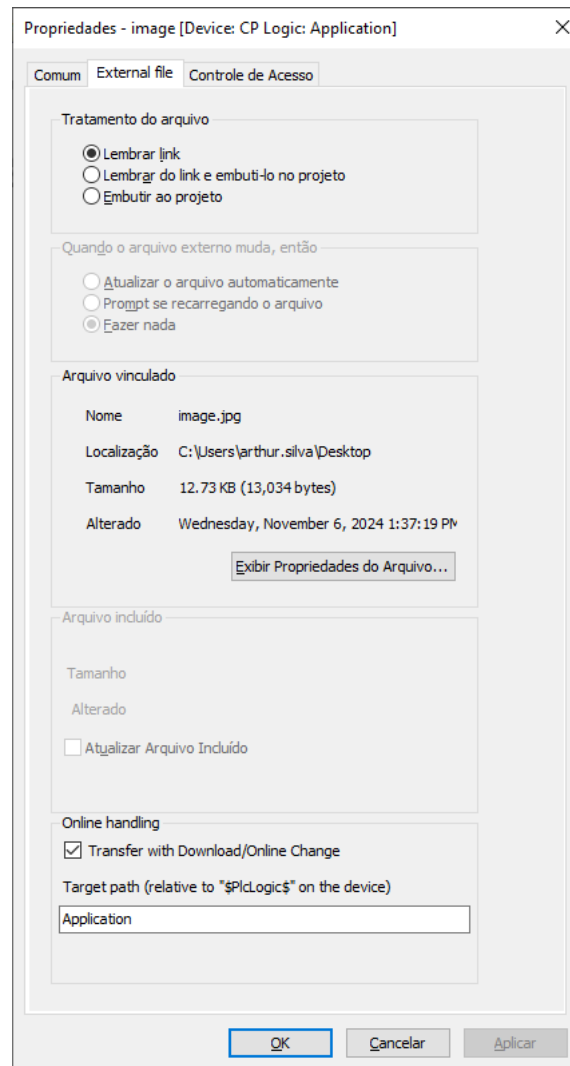 Propriedades - image [Device: CP Logic: Application]
Comum External file Controle de Acesso
Tratamento do arquivo
Lembrar link
Lembrar do link e embuti-lo no projeto
Embutir ao projeto
Quando o arquivo externo muda, então
Atualizar o arquivo automaticamente
Prompt se recarregando o arquivo
Fazer nada
Arquivo vinculado
Nome image.jpg
Localização C:\Users\arthur.silva\Desktop
Tamanho 12.73 KB (13,034 bytes)
Alterado Wednesday, November 6, 2024 1:37:19 PM
Exibir Propriedades do Arquivo...
Arquivo incluído
Tamanho
Alterado
Atualizar Arquivo Incluído
Online handling
Transfer with Download/Online Change
Target path (relative to "$PlcLogic$" on the device)
Application
OK Cancelar Aplicar